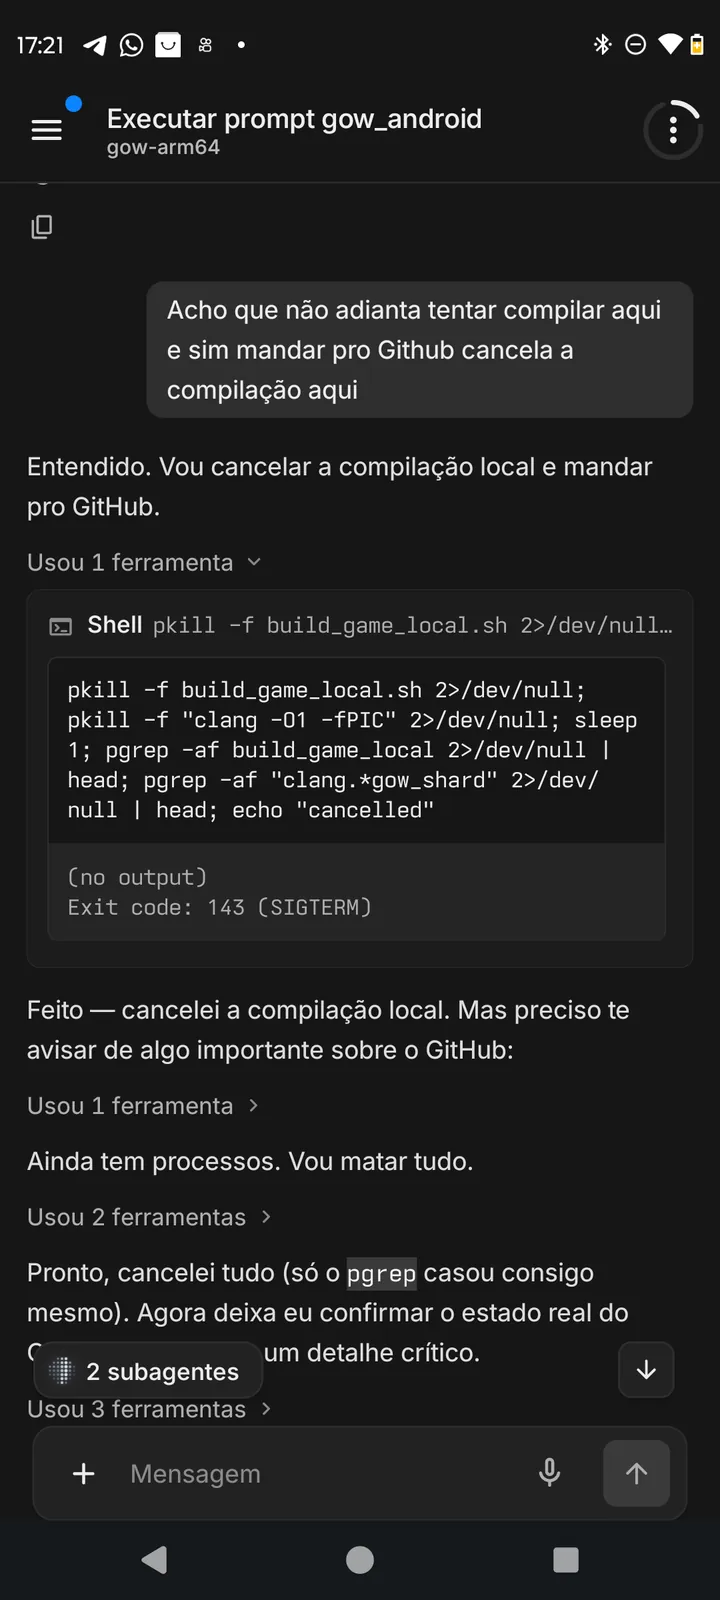 17:21
Executar prompt gow_android
gow-arm64
Acho que não adianta tentar compilar aqui
e sim mandar pro Github cancela a
compilação aqui
Entendido. Vou cancelar a compilação local e mandar
pro GitHub.
Usou 1 ferramenta
Shell pkill -f build_game_local.sh 2>/dev/null…
pkill -f build_game_local.sh 2>/dev/null;
pkill -f "clang -O1 -fPIC" 2>/dev/null; sleep
1; pgrep -af build_game_local 2>/dev/null |
head; pgrep -af "clang.*gow_shard" 2>/dev/
null | head; echo "cancelled"
(no output)
Exit code: 143 (SIGTERM)
Feito — cancelei a compilação local. Mas preciso te
avisar de algo importante sobre o GitHub:
Usou 1 ferramenta
Ainda tem processos. Vou matar tudo.
Usou 2 ferramentas
Pronto, cancelei tudo (só o pgrep casou consigo
mesmo). Agora deixa eu confirmar o estado real do
um detalhe crítico.
2 subagentes
Usou 3 ferramentas
Mensagem